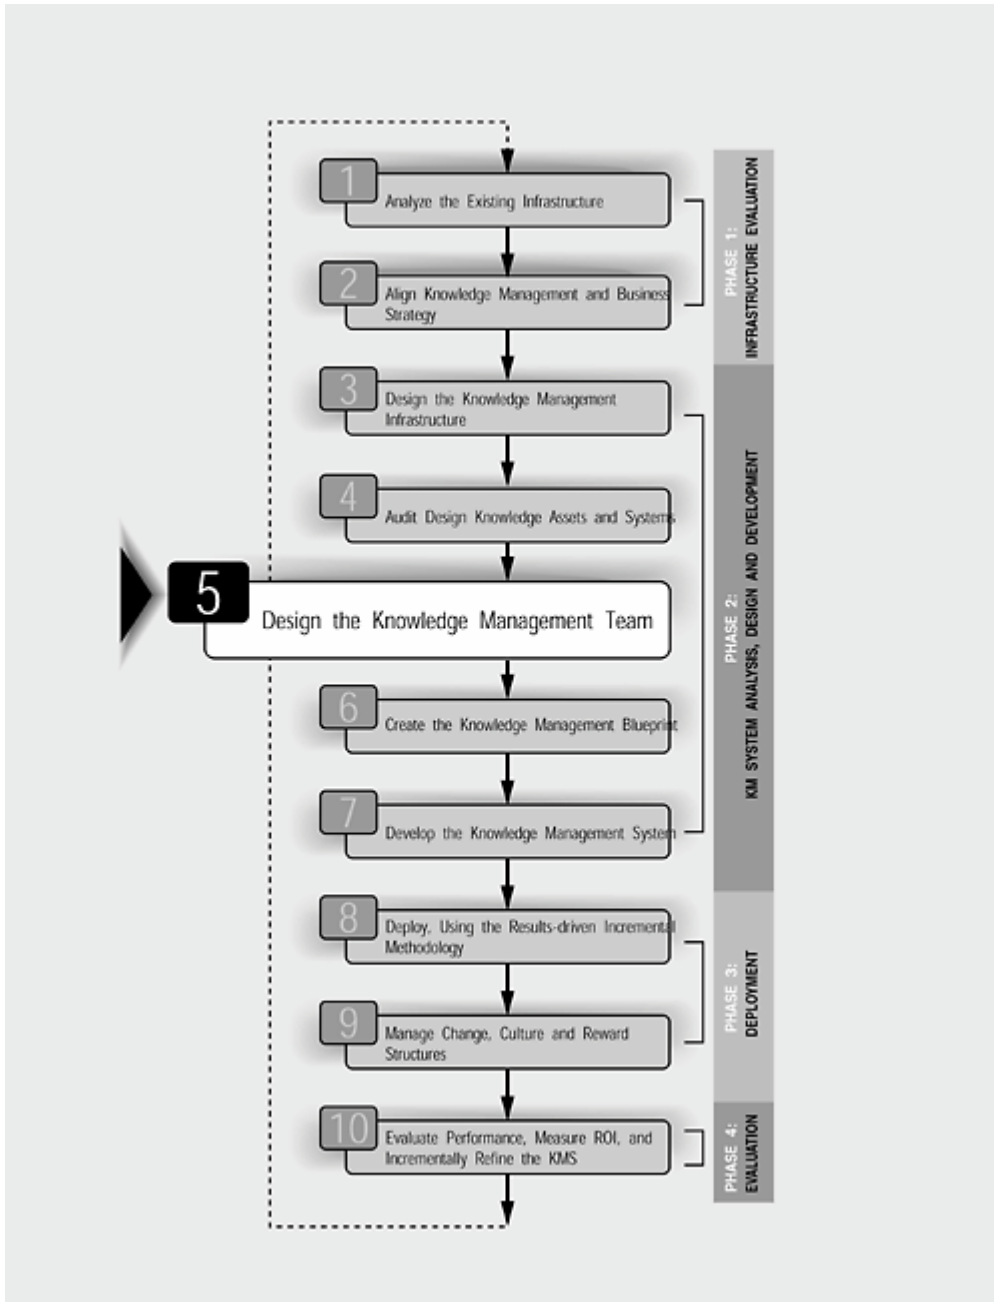 1
Analyze the Existing Infrastructure
2
Align Knowledge Management and Business
Strategy
3
Design the Knowledge Management
Infrastructure
4
Audit Design Knowledge Assets and Systems
5
Design the Knowledge Management Team
6
Create the Knowledge Management Blueprint
7
Develop the Knowledge Management System
8
Deploy, Using the Results-driven Incremental
Methodology
9
Manage Change, Culture and Reward
Structures
10
Evaluate Performance, Measure ROI, and
Incrementally Refine the KMS
PHASE 1:
INFRASTRUCTURE EVALUATION
PHASE 2:
KM SYSTEM ANALYSIS, DESIGN AND DEVELOPMENT
PHASE 3:
DEPLOYMENT
PHASE 4:
EVALUATION